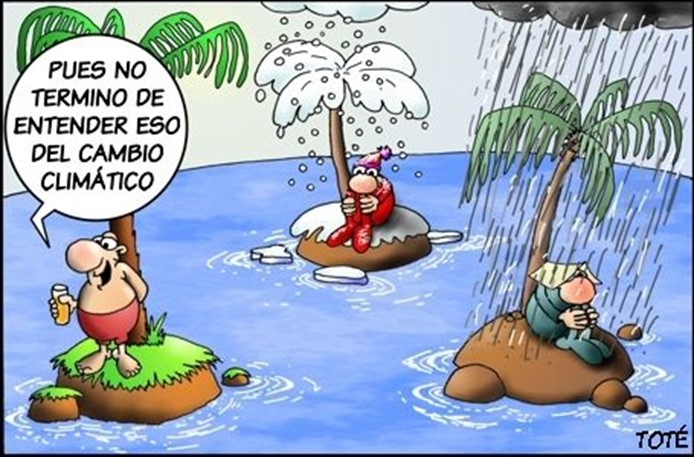 PUES NO
TERMINO DE
ENTENDER ESO
DEL CAMBIO
CLIMÁTICO
TOTÉ